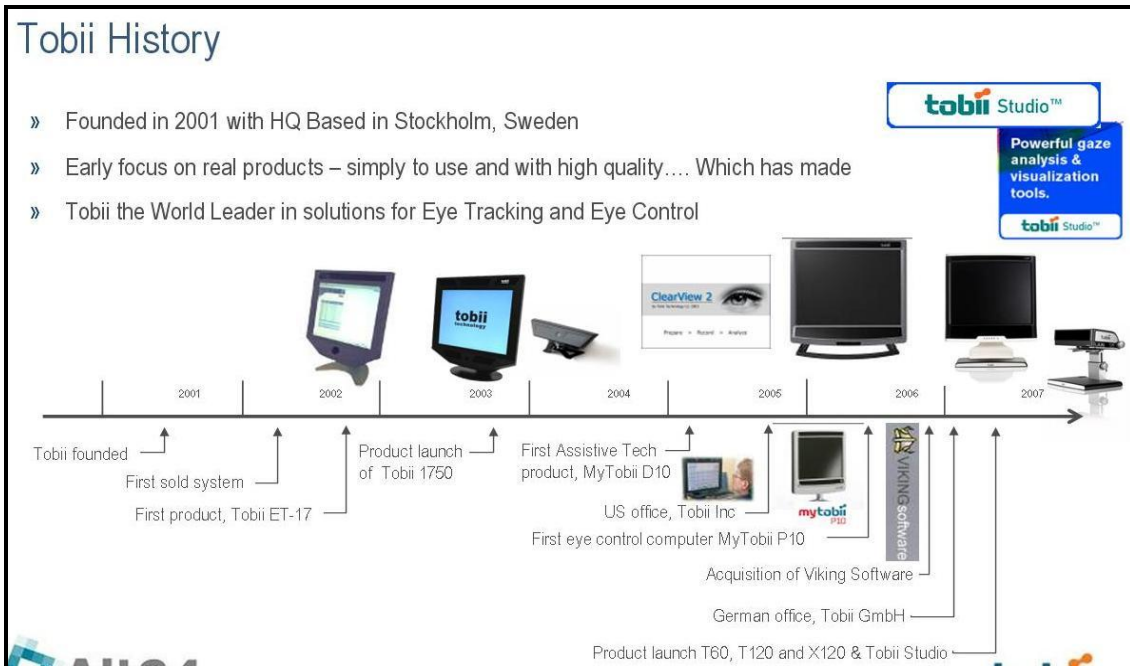 Tobii History
» Founded in 2001 with HQ Based in Stockholm, Sweden
» Early focus on real products – simply to use and with high quality…. Which has made
» Tobii the World Leader in solutions for Eye Tracking and Eye Control
tobii Studio™
Powerful gaze
analysis &
visualization
tools.
tobii Studio™
ClearView 2
Prepare • Record • Analyze
tobii
technology
2001
2002
2003
2004
2005
2006
2007
Tobii founded
First sold system
First product, Tobii ET-17
Product launch
of Tobii 1750
First Assistive Tech
product, MyTobii D10
US office, Tobii Inc
mytobii
P10
First eye control computer MyTobii P10
VIKING software
Acquisition of Viking Software
German office, Tobii GmbH
Product launch T60, T120 and X120 & Tobii Studio